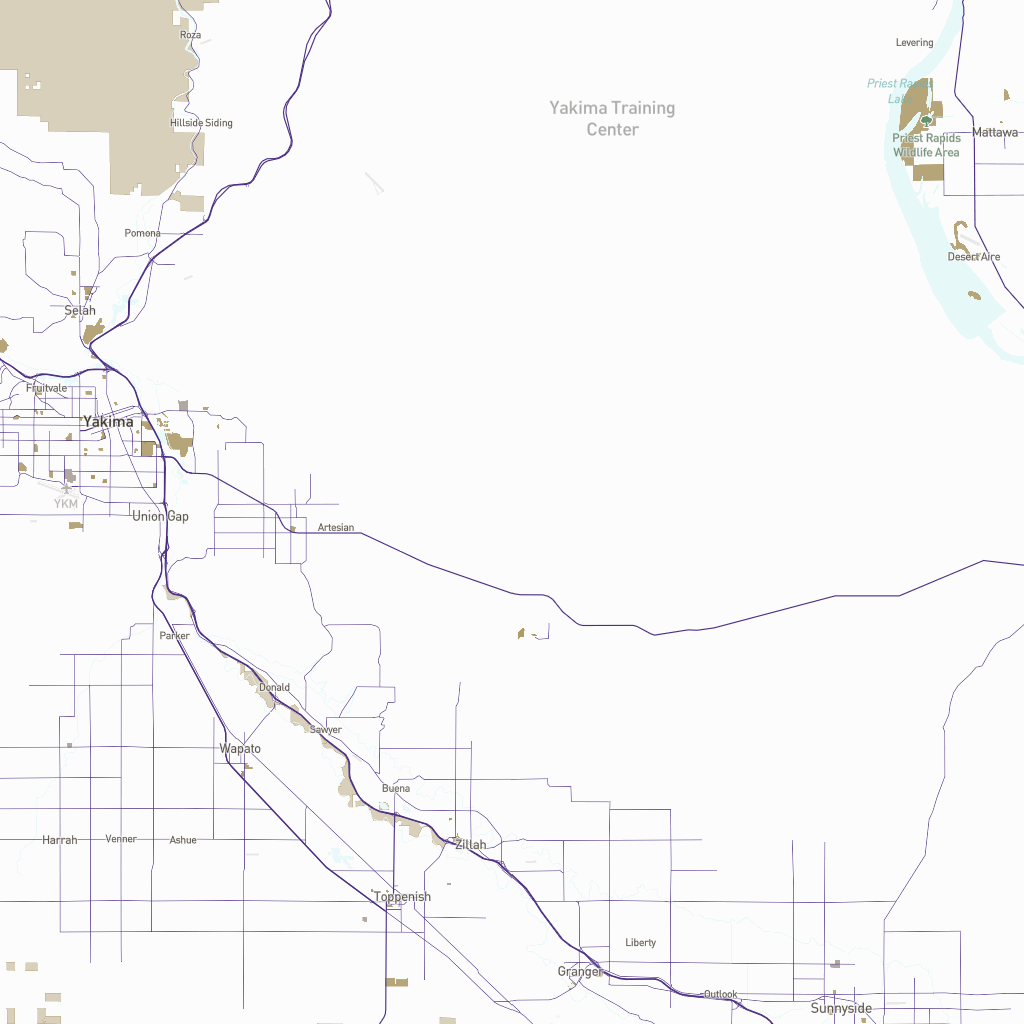 Roza
Levering
Priest Rapids
Lake
Yakima Training
Center
Hillside Siding
Mattawa
Priest Rapids
Wildlife Area
Pomona
Desert Aire
Selah
Fruitvale
Yakima
YKM
Union Gap
Artesian
Parker
Donald
Sawyer
Wapato
Buena
Harrah
Venner
Ashue
Zillah
Toppenish
Liberty
Granger
Outlook
Sunnyside